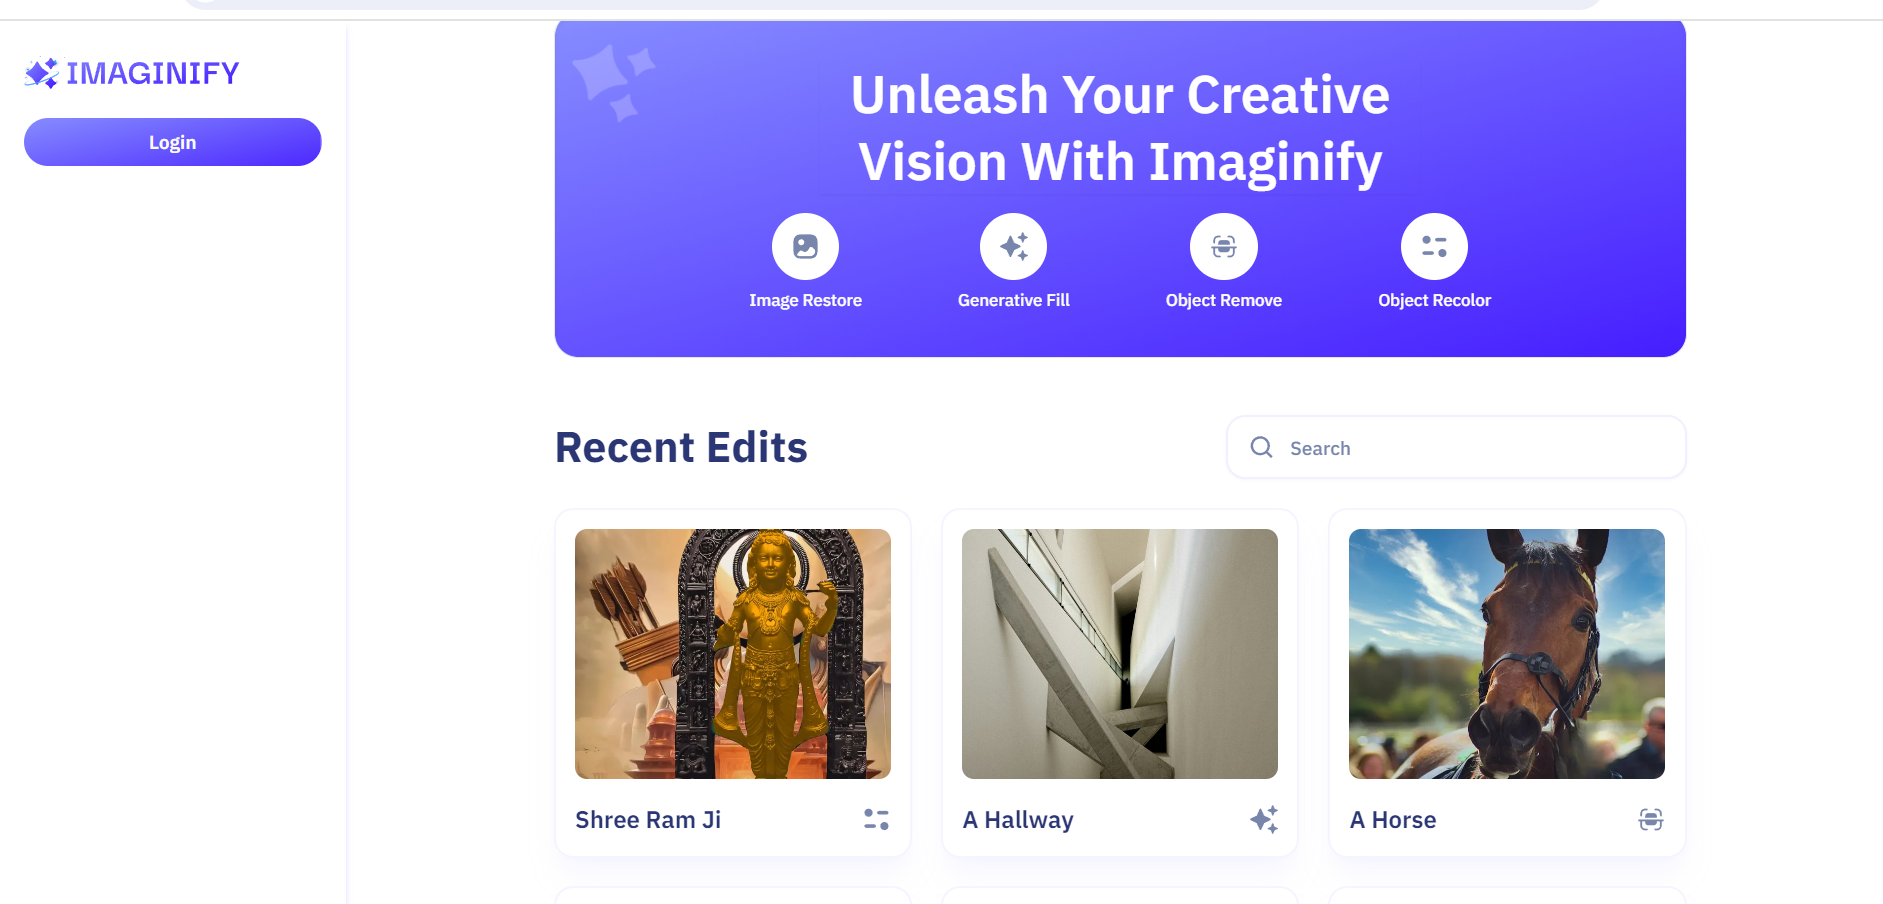 IMAGINIFY
Login
Unleash Your Creative
Vision With Imaginify
Image Restore
Generative Fill
Object Remove
Object Recolor
Recent Edits
Search
Shree Ram Ji
A Hallway
A Horse